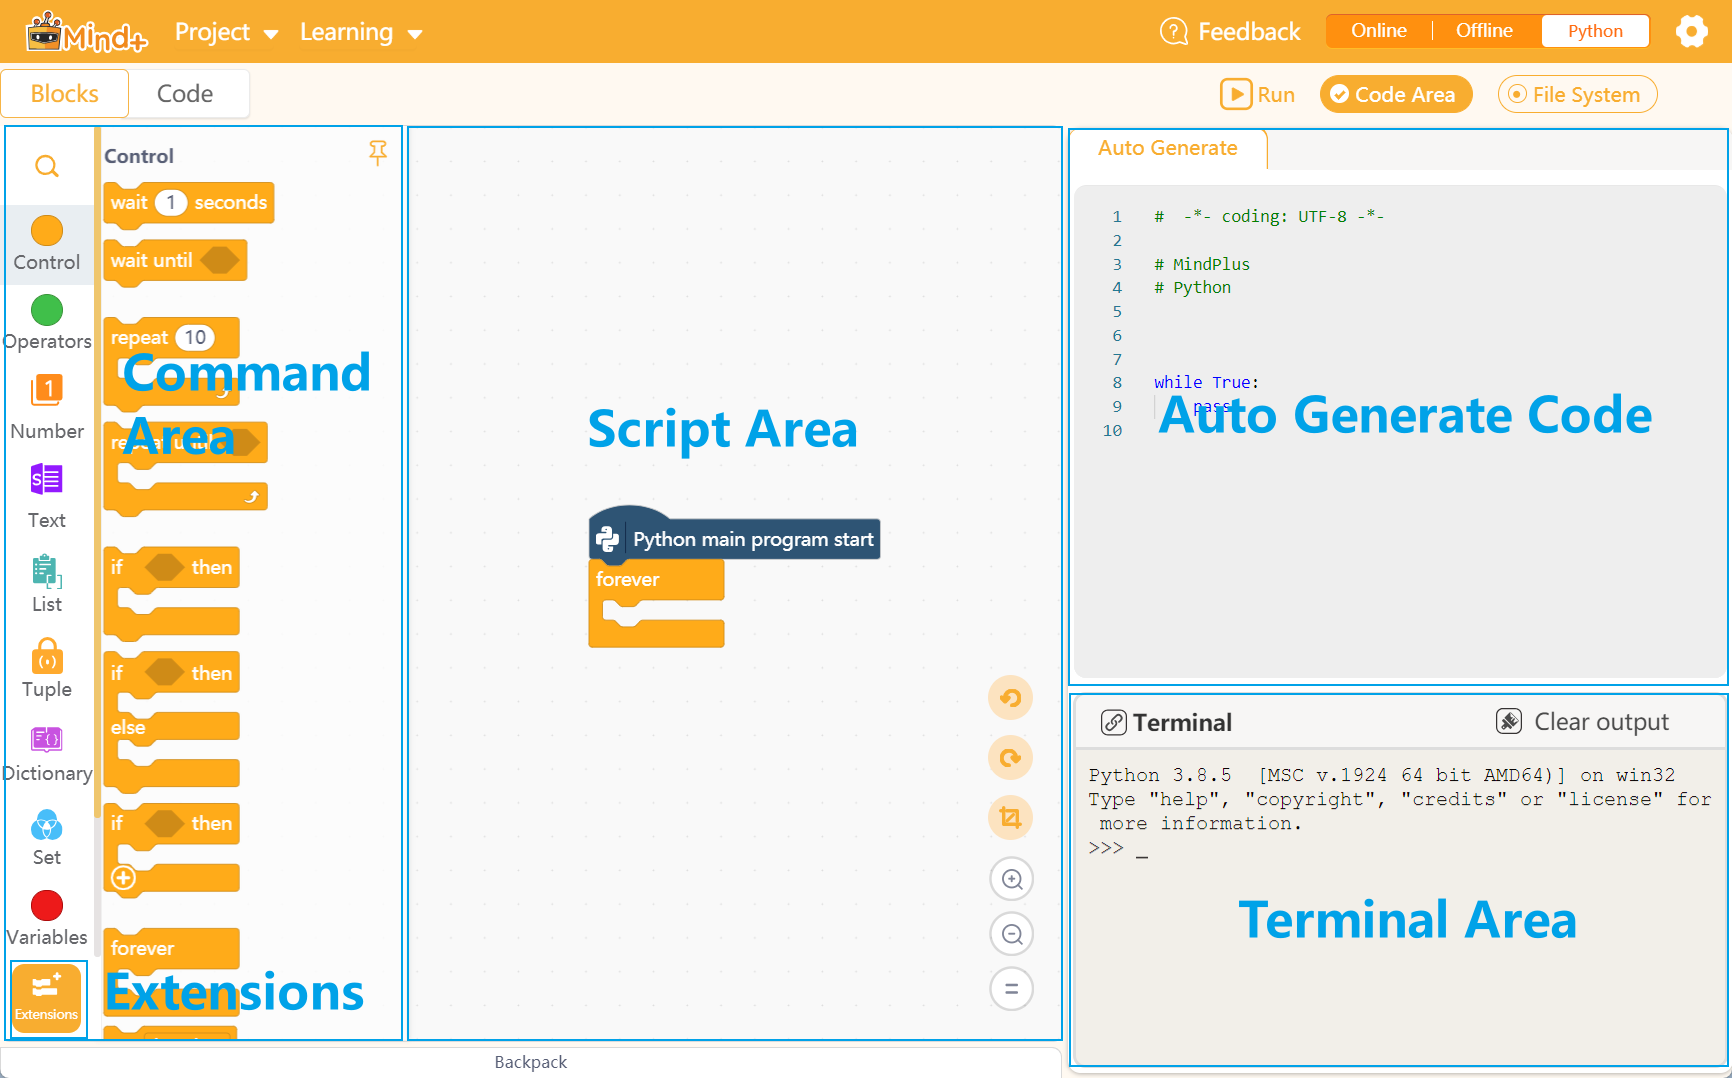 Mind+ Project Learning Feedback Online Offline Python
Blocks Code Run Code Area File System
Control
Operators
Number
Text
List
Tuple
Dictionary
Set
Variables
Extensions
Control
wait 1 seconds
wait until
repeat 10
Command
Area
repeat until
if then
if then
else
if then
forever
Extensions
Script Area
Python main program start
forever
Auto Generate
1 # -*- coding: UTF-8 -*-
2
3 # MindPlus
4 # Python
5
6
7
8 while True:
9 pass
10
Auto Generate Code
Terminal Clear output
Python 3.8.5 [MSC v.1924 64 bit AMD64)] on win32
Type "help", "copyright", "credits" or "license" for
more information.
>>> _
Terminal Area
Backpack